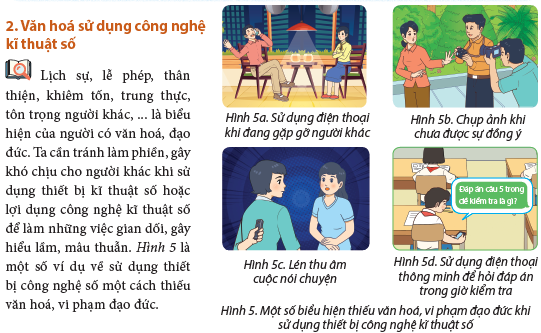 2. Văn hoá sử dụng công nghệ
kĩ thuật số
Lịch sự, lễ phép, thân
thiện, khiêm tốn, trung thực,
tôn trọng người khác, ... là biểu
hiện của người có văn hoá, đạo
đức. Ta cần tránh làm phiền, gây
khó chịu cho người khác khi sử
dụng thiết bị kĩ thuật số hoặc
lợi dụng công nghệ kĩ thuật số
để làm những việc gian dối, gây
hiểu lầm, mâu thuẫn. Hình 5 là
một số ví dụ về sử dụng thiết
bị công nghệ số một cách thiếu
văn hoá, vi phạm đạo đức.
Hình 5a. Sử dụng điện thoại
khi đang gặp gỡ người khác
Hình 5b. Chụp ảnh khi
chưa được sự đồng ý
Hình 5c. Lén thu âm
cuộc nói chuyện
Đáp án câu 5 trong
đề kiểm tra là gì?
Hình 5d. Sử dụng điện thoại
thông minh để hỏi đáp án
trong giờ kiểm tra
Hình 5. Một số biểu hiện thiếu văn hoá, vi phạm đạo đức khi
sử dụng thiết bị công nghệ kĩ thuật số